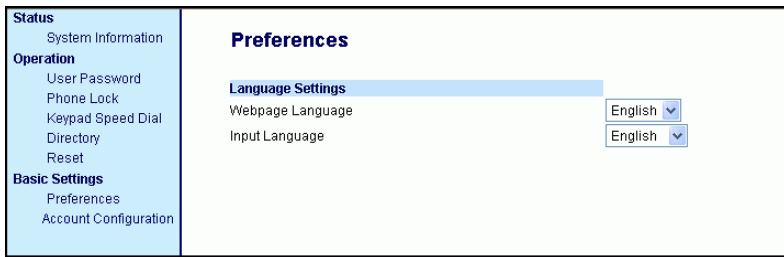 Status
System Information
Operation
User Password
Phone Lock
Keypad Speed Dial
Directory
Reset
Basic Settings
Preferences
Account Configuration
Preferences
Language Settings
Webpage Language English
Input Language English